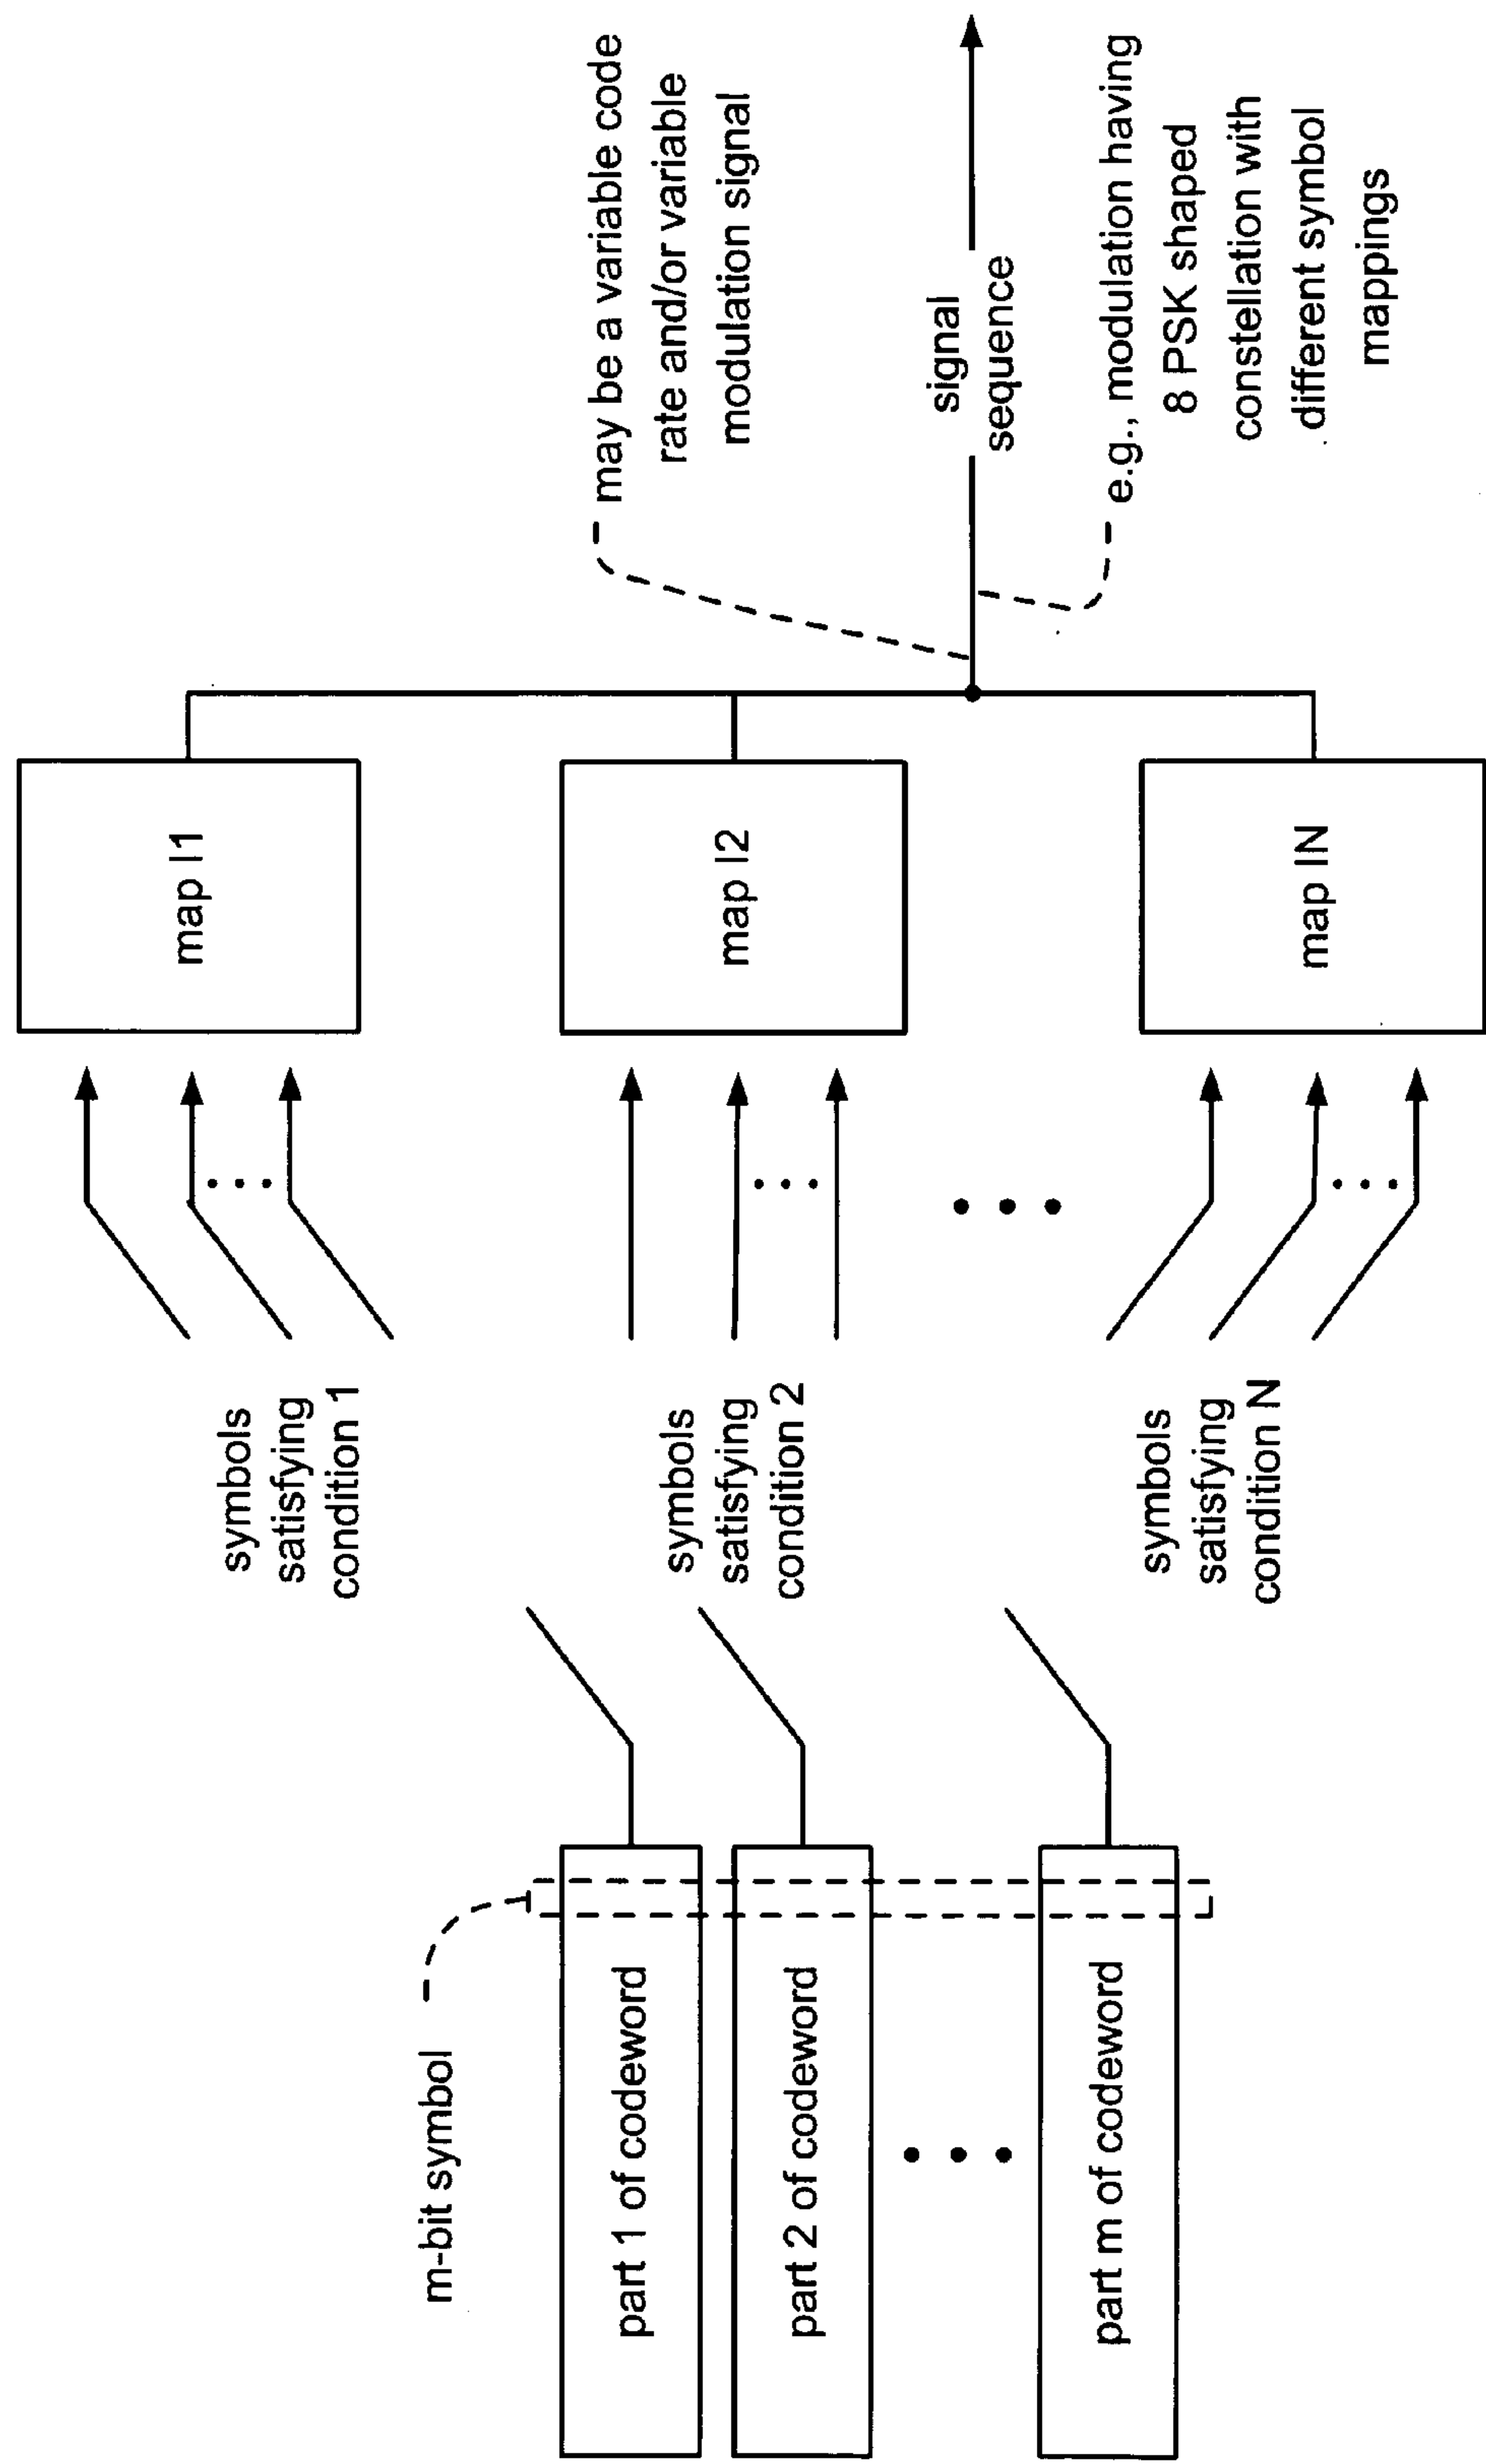 m-bit symbol
part 1 of codeword
part 2 of codeword
part m of codeword
symbols
satisfying
condition 1
symbols
satisfying
condition 2
symbols
satisfying
condition N
map I1
map I2
map IN
may be a variable code
rate and/or variable
modulation signal
signal
sequence
e.g., modulation having
8 PSK shaped
constellation with
different symbol
mappings